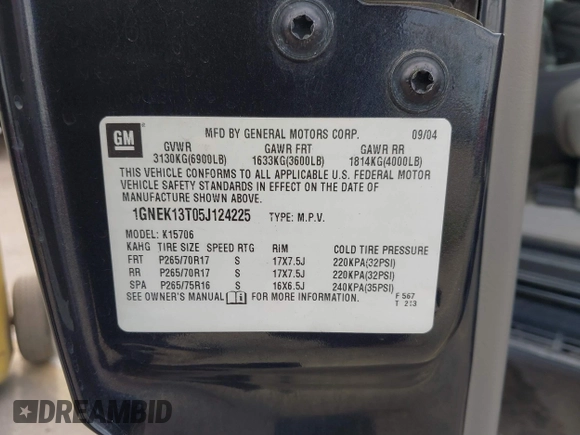 GM ®
MFD BY GENERAL MOTORS CORP. 09/04
GVWR GAWR FRT GAWR RR
3130KG(6900LB) 1633KG(3600LB) 1814KG(4000LB)
THIS VEHICLE CONFORMS TO ALL APPLICABLE U.S. FEDERAL MOTOR
VEHICLE SAFETY STANDARDS IN EFFECT ON THE DATE OF
MANUFACTURE SHOWN ABOVE.
1GNEK13T05J124225 TYPE: M.P.V.
MODEL: K15706
KAHG TIRE SIZE SPEED RTG RIM COLD TIRE PRESSURE
FRT P265/70R17 S 17X7.5J 220KPA(32PSI)
RR P265/70R17 S 17X7.5J 220KPA(32PSI)
SPA P265/75R16 S 16X6.5J 240KPA(35PSI)
SEE OWNER'S MANUAL FOR MORE INFORMATION.
F 567
T 213
DREAMBID